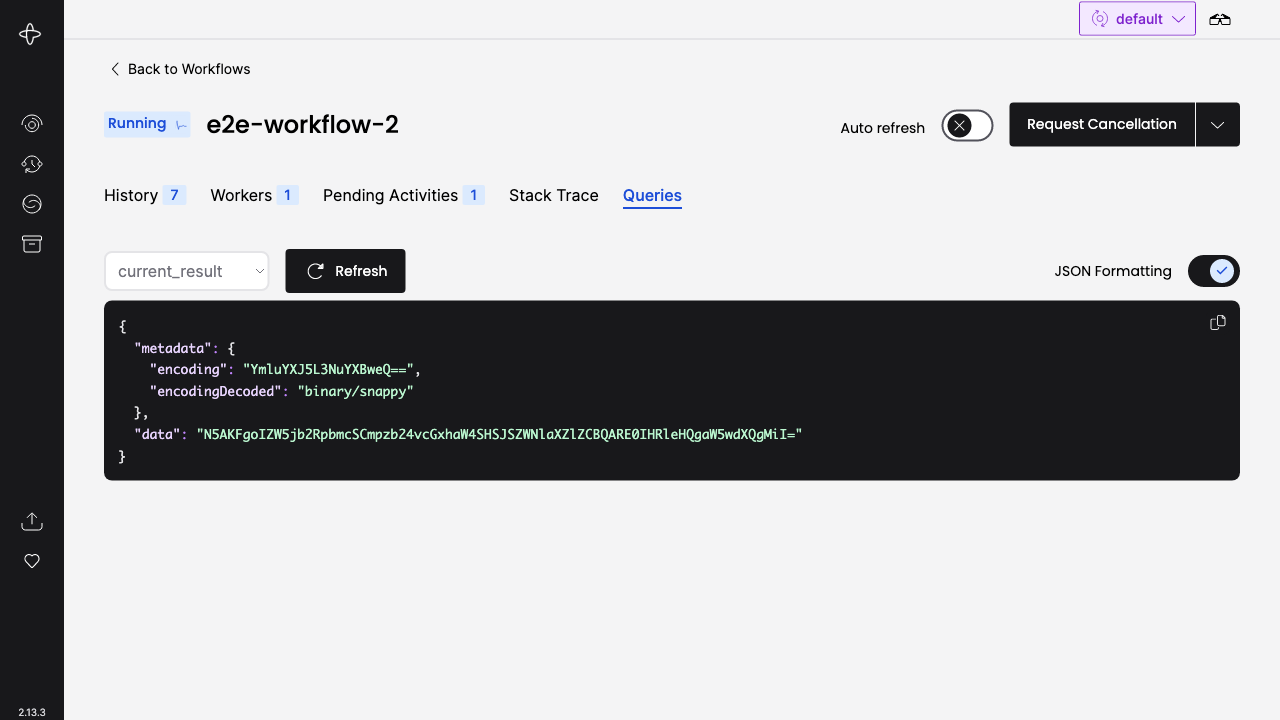 default
Back to Workflows
Running e2e-workflow-2
Auto refresh
Request Cancellation
History 7 Workers 1 Pending Activities 1 Stack Trace Queries
current_result Refresh JSON Formatting
{
"metadata": {
"encoding": "YmluYXJ5L3NuYXBweQ==",
"encodingDecoded": "binary/snappy"
},
"data": "N5AKFgoIZW5jb2RpbmcSCmpzb24vcGxhaW4SHSJSZWNlaXZlZCBQARE0IHRleHQgaW5wdXQgMiI="
}
2.13.3